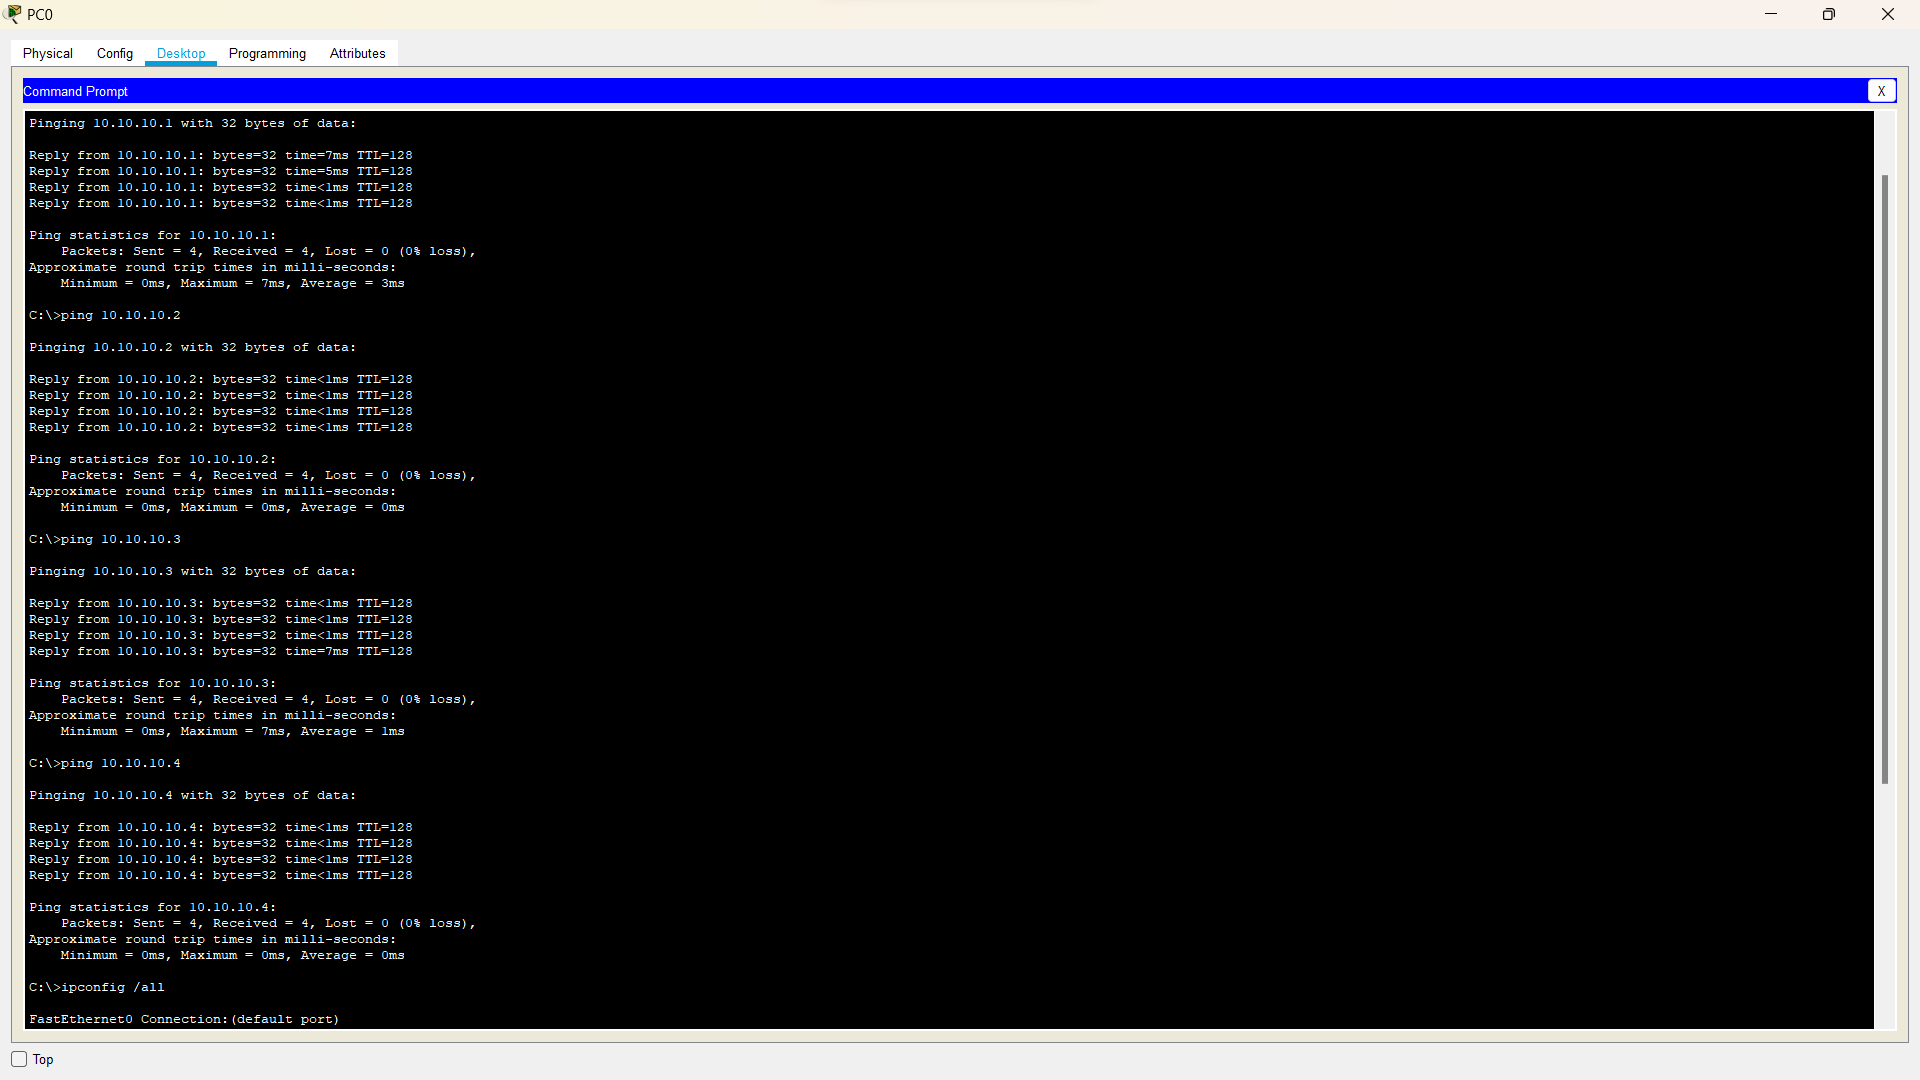 PC0
Physical Config Desktop Programming Attributes
Command Prompt
X
Pinging 10.10.10.1 with 32 bytes of data:
Reply from 10.10.10.1: bytes=32 time=7ms TTL=128
Reply from 10.10.10.1: bytes=32 time=5ms TTL=128
Reply from 10.10.10.1: bytes=32 time<1ms TTL=128
Reply from 10.10.10.1: bytes=32 time<1ms TTL=128
Ping statistics for 10.10.10.1:
Packets: Sent = 4, Received = 4, Lost = 0 (0% loss),
Approximate round trip times in milli-seconds:
Minimum = 0ms, Maximum = 7ms, Average = 3ms
C:\>ping 10.10.10.2
Pinging 10.10.10.2 with 32 bytes of data:
Reply from 10.10.10.2: bytes=32 time<1ms TTL=128
Reply from 10.10.10.2: bytes=32 time<1ms TTL=128
Reply from 10.10.10.2: bytes=32 time<1ms TTL=128
Reply from 10.10.10.2: bytes=32 time<1ms TTL=128
Ping statistics for 10.10.10.2:
Packets: Sent = 4, Received = 4, Lost = 0 (0% loss),
Approximate round trip times in milli-seconds:
Minimum = 0ms, Maximum = 0ms, Average = 0ms
C:\>ping 10.10.10.3
Pinging 10.10.10.3 with 32 bytes of data:
Reply from 10.10.10.3: bytes=32 time<1ms TTL=128
Reply from 10.10.10.3: bytes=32 time<1ms TTL=128
Reply from 10.10.10.3: bytes=32 time<1ms TTL=128
Reply from 10.10.10.3: bytes=32 time=7ms TTL=128
Ping statistics for 10.10.10.3:
Packets: Sent = 4, Received = 4, Lost = 0 (0% loss),
Approximate round trip times in milli-seconds:
Minimum = 0ms, Maximum = 7ms, Average = 1ms
C:\>ping 10.10.10.4
Pinging 10.10.10.4 with 32 bytes of data:
Reply from 10.10.10.4: bytes=32 time<1ms TTL=128
Reply from 10.10.10.4: bytes=32 time<1ms TTL=128
Reply from 10.10.10.4: bytes=32 time<1ms TTL=128
Reply from 10.10.10.4: bytes=32 time<1ms TTL=128
Ping statistics for 10.10.10.4:
Packets: Sent = 4, Received = 4, Lost = 0 (0% loss),
Approximate round trip times in milli-seconds:
Minimum = 0ms, Maximum = 0ms, Average = 0ms
C:\>ipconfig /all
FastEthernet0 Connection:(default port)
Top